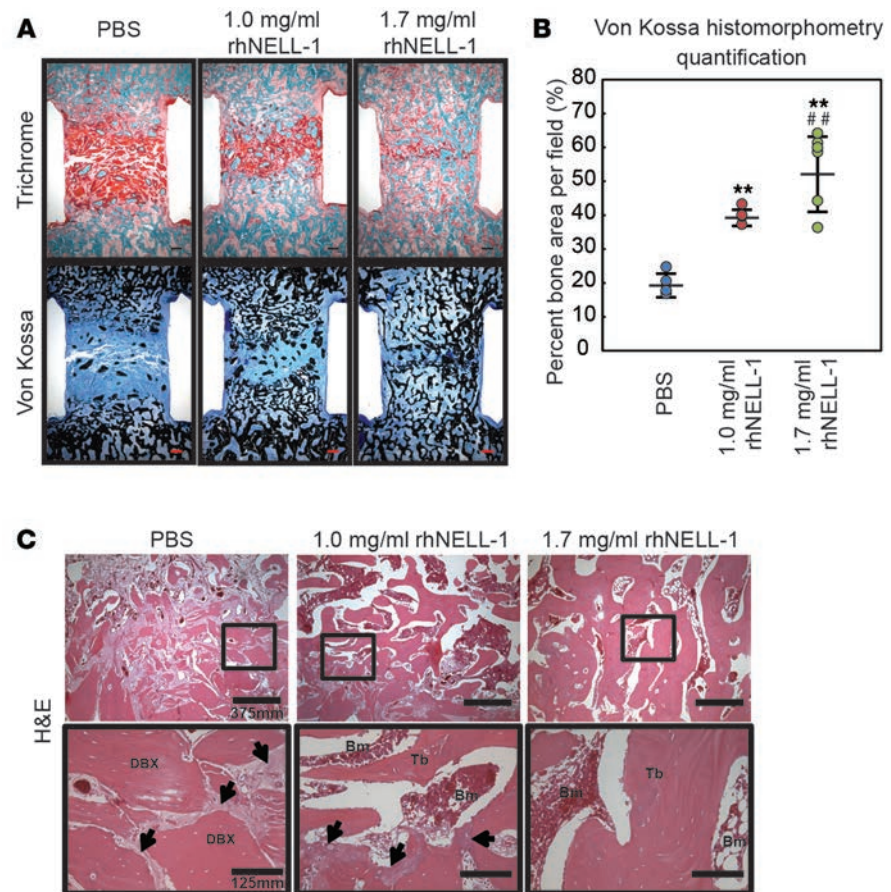 A
PBS
1.0 mg/ml
rhNELL-1
1.7 mg/ml
rhNELL-1
Trichrome
Von Kossa
B
Von Kossa histomorphometry
quantification
Percent bone area per field (%)
80
70
60
50
40
30
20
10
0
**
**
##
PBS
1.0 mg/ml
rhNELL-1
1.7 mg/ml
rhNELL-1
C
PBS
1.0 mg/ml rhNELL-1
1.7 mg/ml rhNELL-1
H&E
375mm
DBX
DBX
125mm
Bm
Tb
Bm
Bm
Tb
Bm